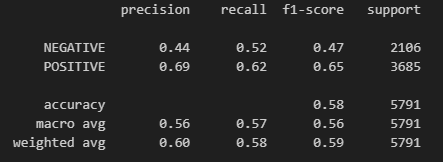 precision recall f1-score support
NEGATIVE 0.44 0.52 0.47 2106
POSITIVE 0.69 0.62 0.65 3685
accuracy 0.58 5791
macro avg 0.56 0.57 0.56 5791
weighted avg 0.60 0.58 0.59 5791